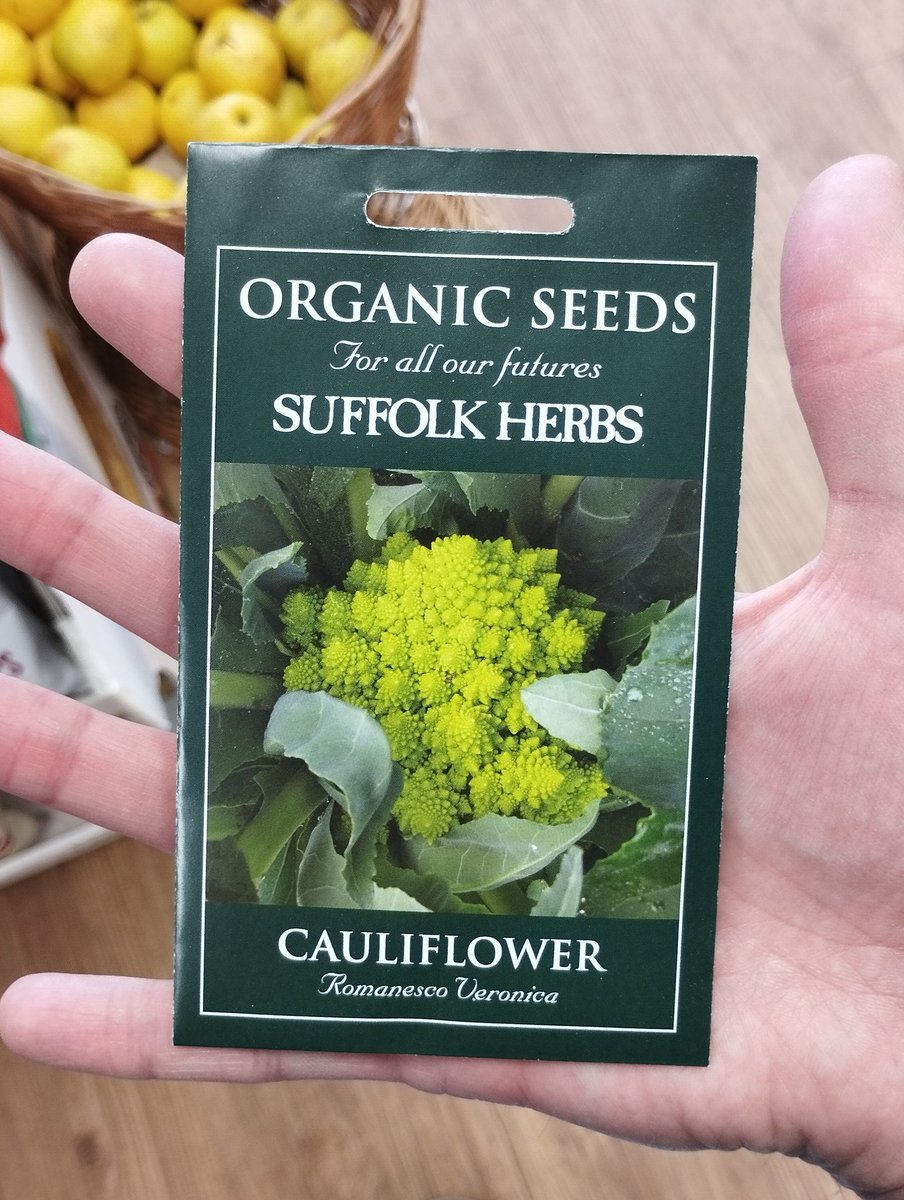 ORGANIC SEEDS
For all our futures
SUFFOLK HERBS
CAULIFLOWER
Romanesco Veronica